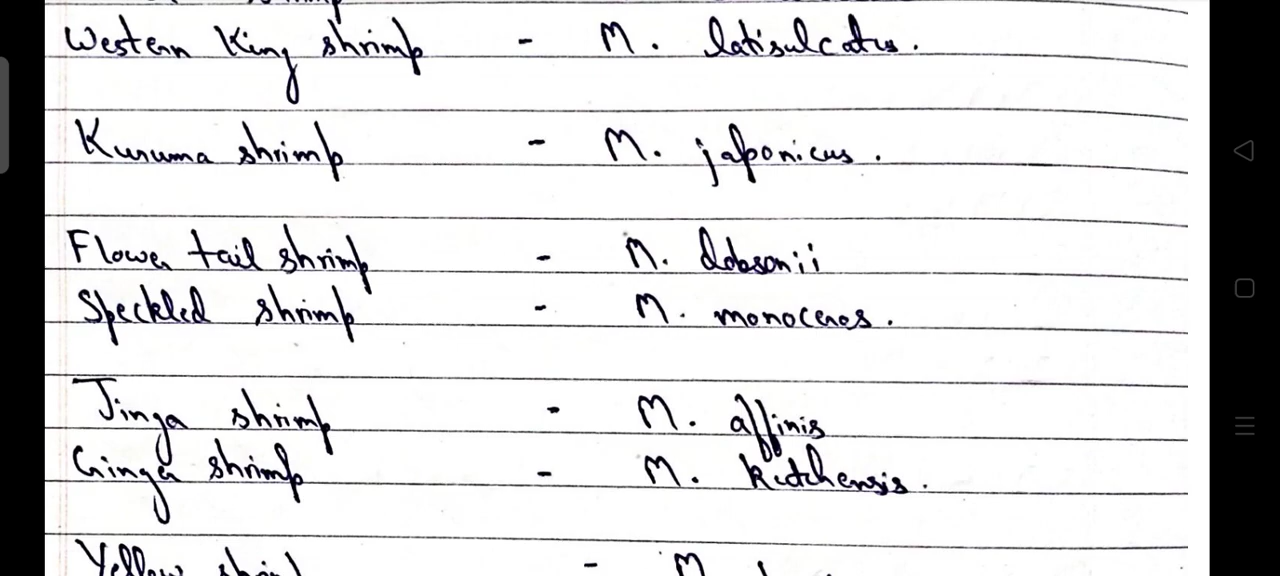 Western King shrimp - M. latisulcatus.
Kuruma shrimp - M. japonicus.
Flower tail shrimp - M. dobsonii
Speckled shrimp - M. monoceros.
Jinga shrimp - M. affinis
Ginger shrimp - M. kutchensis.
Yellow - M.